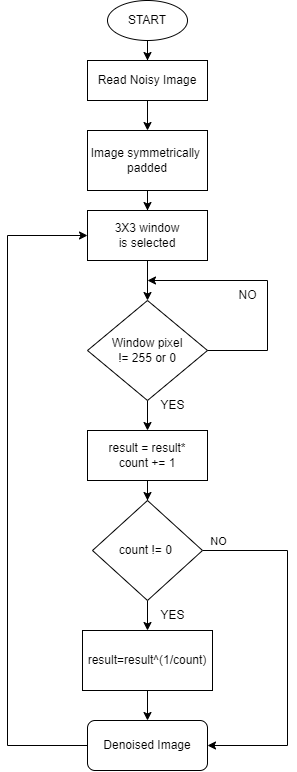 START
Read Noisy Image
Image symmetrically
padded
3X3 window
is selected
NO
Window pixel
!= 255 or 0
YES
result = result*
count += 1
count != 0
NO
YES
result=result^(1/count)
Denoised Image